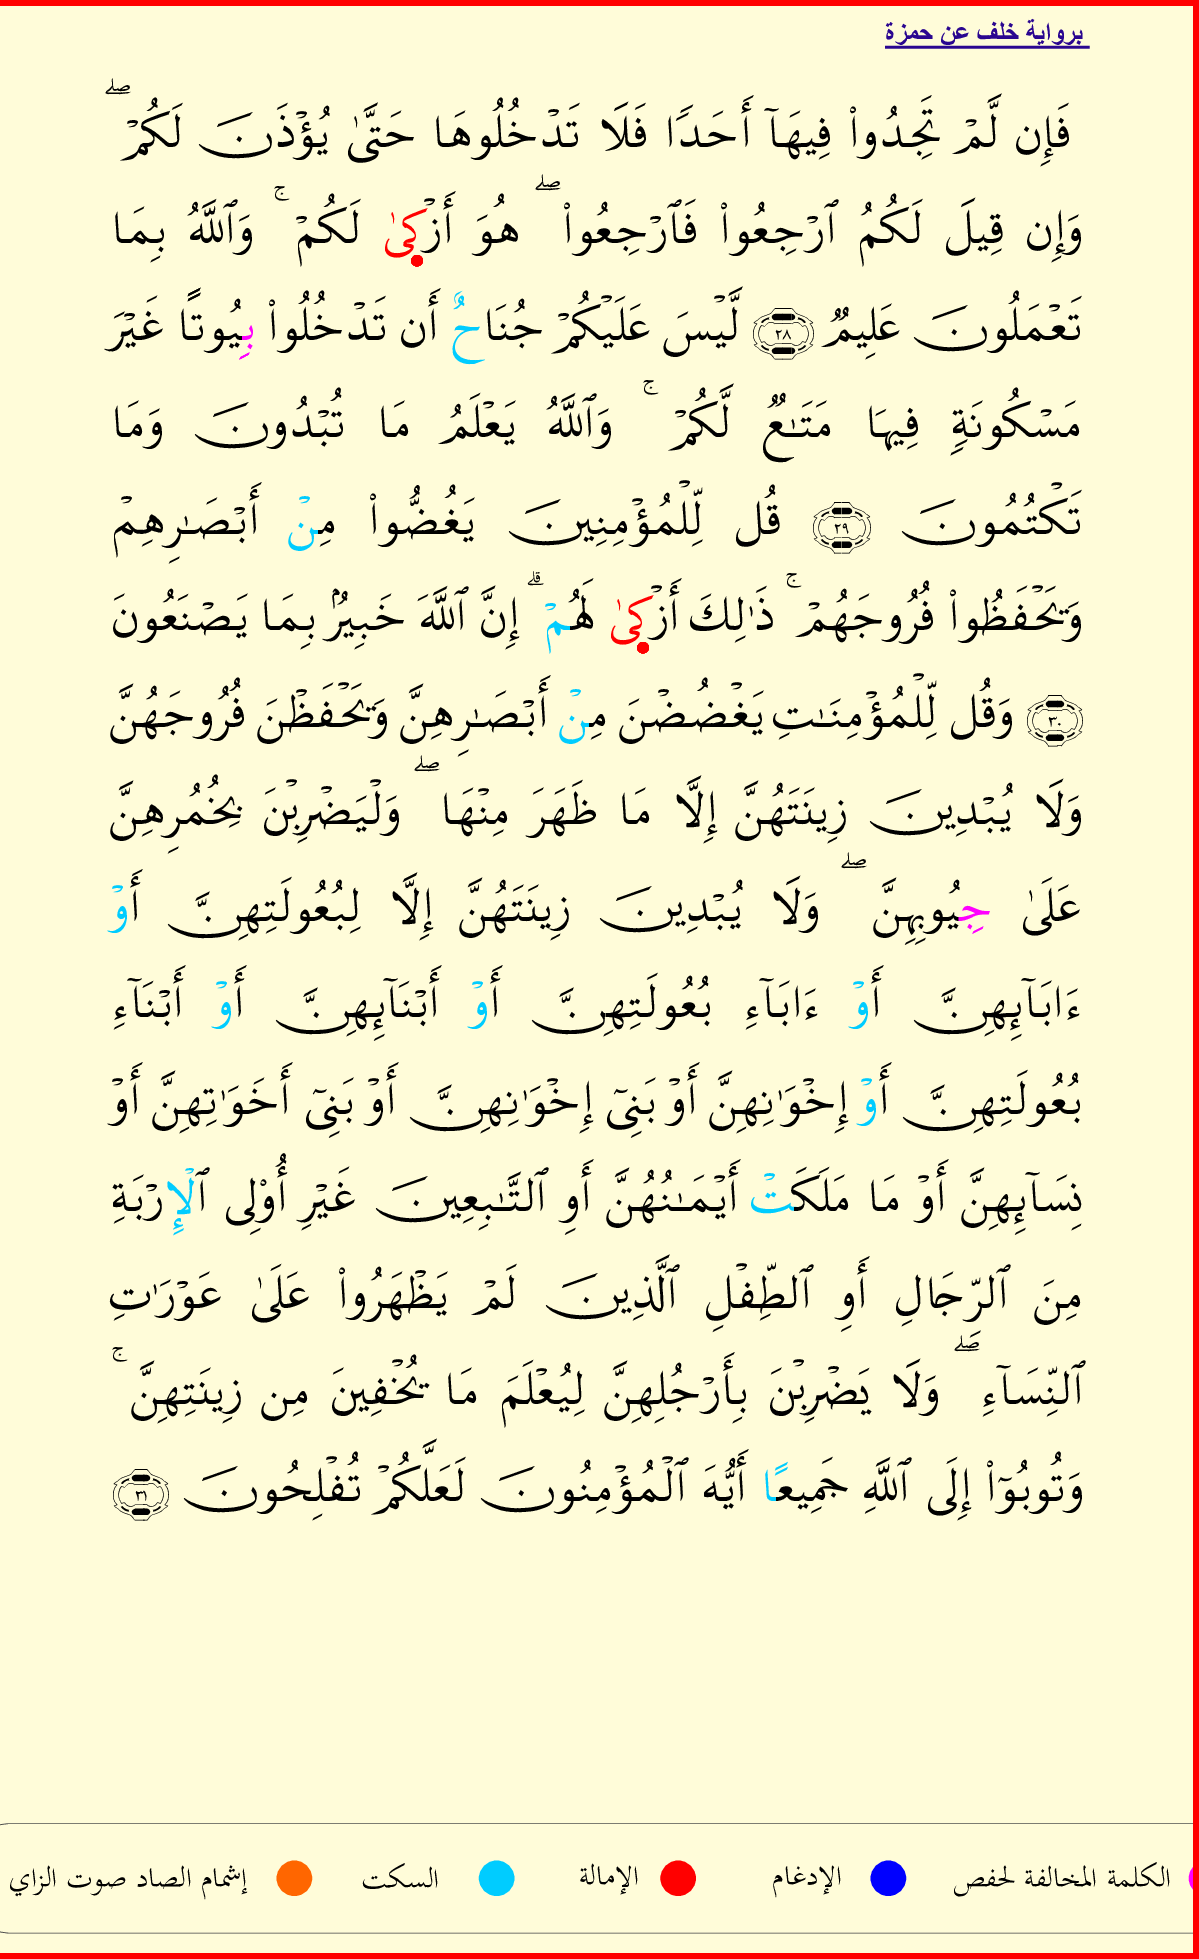 برواية خلف عن حمزة
فَإِن لَّمۡ تَجِدُواْ فِيهَآ أَحَدٗا فَلَا تَدۡخُلُوهَا حَتَّىٰ يُؤۡذَنَ لَكُمۡۖ
وَإِن قِيلَ لَكُمُ ٱرۡجِعُواْ فَٱرۡجِعُواْۖ هُوَ أَزۡكِىٰ لَكُمۡۚ وَٱللَّهُ بِمَا
تَعۡمَلُونَ عَلِيمٞ ٢٨ لَّيۡسَ عَلَيۡكُمۡ جُنَاحٌ أَن تَدۡخُلُواْ بِيُوتًا غَيۡرَ
مَسۡكُونَةٖ فِيهَا مَتَٰعٞ لَّكُمۡۚ وَٱللَّهُ يَعۡلَمُ مَا تُبۡدُونَ وَمَا
تَكۡتُمُونَ ٢٩ قُل لِّلۡمُؤۡمِنِينَ يَغُضُّواْ مِنۡ أَبۡصَٰرِهِمۡ
وَيَحۡفَظُواْ فُرُوجَهُمۡۚ ذَٰلِكَ أَزۡكِىٰ لَهُمۡۗ إِنَّ ٱللَّهَ خَبِيرُۢ بِمَا يَصۡنَعُونَ
٣٠ وَقُل لِّلۡمُؤۡمِنَٰتِ يَغۡضُضۡنَ مِنۡ أَبۡصَٰرِهِنَّ وَيَحۡفَظۡنَ فُرُوجَهُنَّ
وَلَا يُبۡدِينَ زِينَتَهُنَّ إِلَّا مَا ظَهَرَ مِنۡهَاۖ وَلۡيَضۡرِبۡنَ بِخُمُرِهِنَّ
عَلَىٰ جِيُوبِهِنَّۖ وَلَا يُبۡدِينَ زِينَتَهُنَّ إِلَّا لِبُعُولَتِهِنَّ أَوۡ
ءَابَآئِهِنَّ أَوۡ ءَابَآءِ بُعُولَتِهِنَّ أَوۡ أَبۡنَآئِهِنَّ أَوۡ أَبۡنَآءِ
بُعُولَتِهِنَّ أَوۡ إِخۡوَٰنِهِنَّ أَوۡ بَنِىٓ إِخۡوَٰنِهِنَّ أَوۡ بَنِىٓ أَخَوَٰتِهِنَّ أَوۡ
نِسَآئِهِنَّ أَوۡ مَا مَلَكَتۡ أَيۡمَٰنُهُنَّ أَوِ ٱلتَّٰبِعِينَ غَيۡرِ أُوْلِى ٱلۡإِرۡبَةِ
مِنَ ٱلرِّجَالِ أَوِ ٱلطِّفۡلِ ٱلَّذِينَ لَمۡ يَظۡهَرُواْ عَلَىٰ عَوۡرَٰتِ
ٱلنِّسَآءِۖ وَلَا يَضۡرِبۡنَ بِأَرۡجُلِهِنَّ لِيُعۡلَمَ مَا يُخۡفِينَ مِن زِينَتِهِنَّۚ
وَتُوبُوٓاْ إِلَى ٱللَّهِ جَمِيعًا أَيُّهَ ٱلۡمُؤۡمِنُونَ لَعَلَّكُمۡ تُفۡلِحُونَ ٣١
الكلمة المخالفة لحفص الإدغام الإمالة السكت إشمام الصاد صوت الزاي